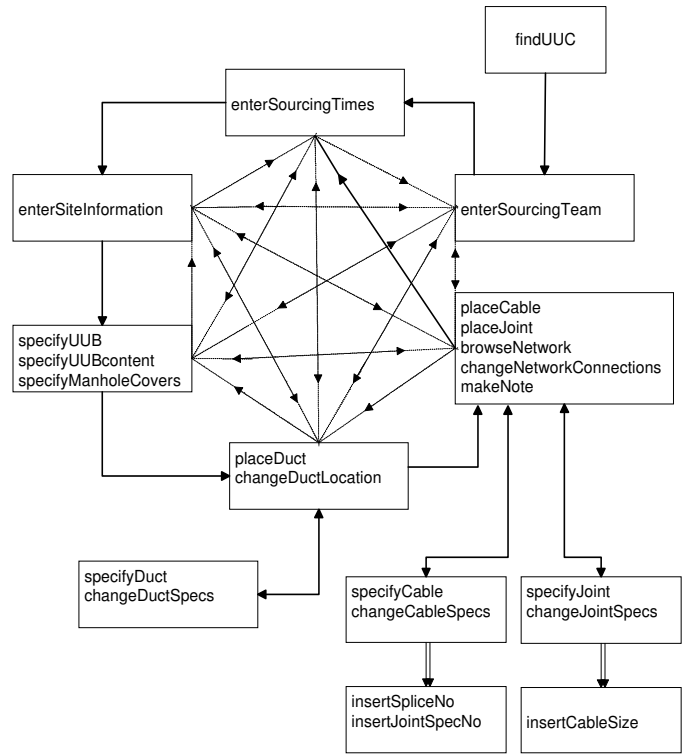 findUUC
enterSourcingTimes
enterSiteInformation
enterSourcingTeam
specifyUUB
specifyUUBcontent
specifyManholeCovers
placeCable
placeJoint
browseNetwork
changeNetworkConnections
makeNote
placeDuct
changeDuctLocation
specifyDuct
changeDuctSpecs
specifyCable
changeCableSpecs
specifyJoint
changeJointSpecs
insertSpliceNo
insertJointSpecNo
insertCableSize